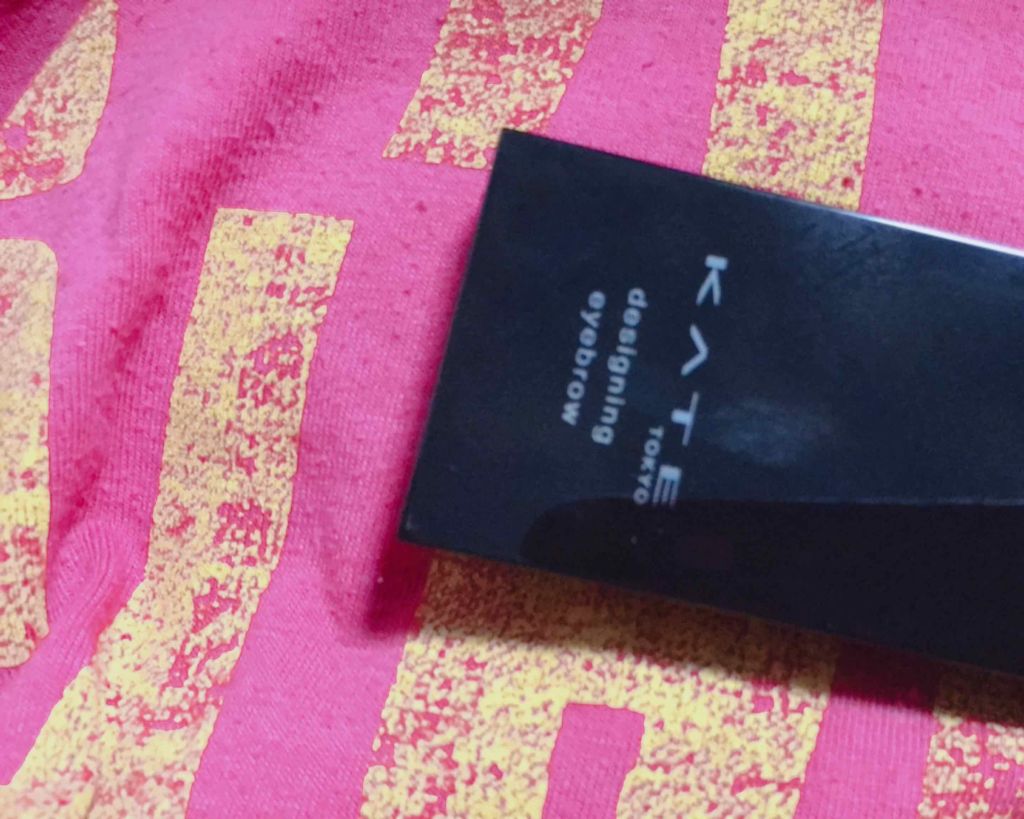 KATE
TOKYO
designing
eyebrow